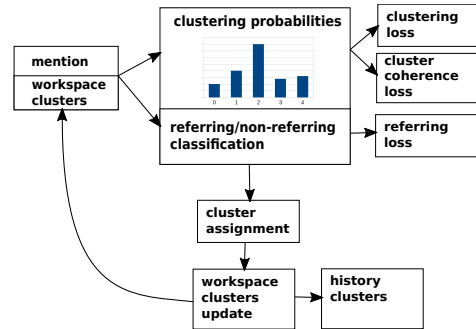 mention
workspace
clusters
clustering probabilities
0 1 2 3 4
referring/non-referring
classification
clustering
loss
cluster
coherence
loss
referring
loss
cluster
assignment
workspace
clusters
update
history
clusters